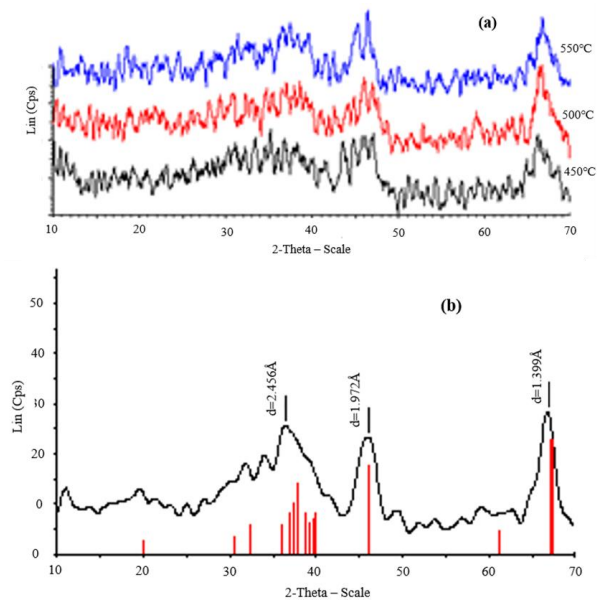 (a)
550°C
500°C
450°C
Lin (Cps)
10 20 30 40 50 60 70
2-Theta – Scale
(b)
50
40
30
20
0
0
Lin (Cps)
d=2.456Å
d=1.972Å
d=1.399Å
10 20 30 40 50 60 70
2-Theta – Scale